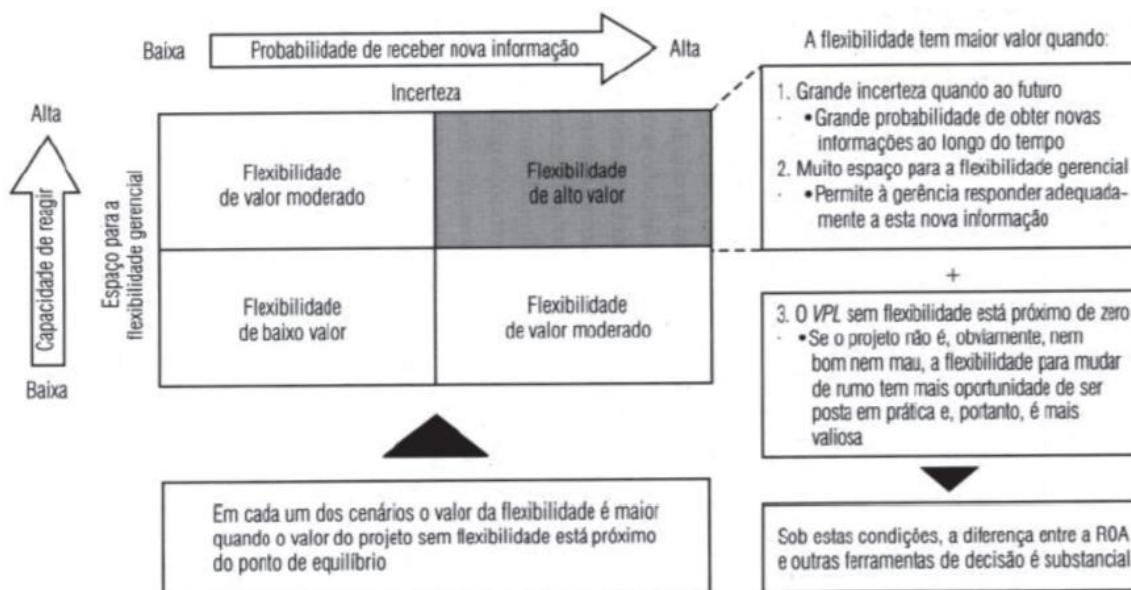 Baixa
Probabilidade de receber nova informação
Alta
Incerteza
Alta
Capacidade de reagir
Baixa
Espaço para a
flexibilidade gerencial
Flexibilidade
de valor moderado
Flexibilidade
de alto valor
Flexibilidade
de baixo valor
Flexibilidade
de valor moderado
Em cada um dos cenários o valor da flexibilidade é maior
quando o valor do projeto sem flexibilidade está próximo
do ponto de equilíbrio
A flexibilidade tem maior valor quando:
1. Grande incerteza quando ao futuro
• Grande probabilidade de obter novas
informações ao longo do tempo
2. Muito espaço para a flexibilidade gerencial
• Permite à gerência responder adequada-
mente a esta nova informação
+
3. O VPL sem flexibilidade está próximo de zero
• Se o projeto não é, obviamente, nem
bom nem mau, a flexibilidade para mudar
de rumo tem mais oportunidade de ser
posta em prática e, portanto, é mais
valiosa
Sob estas condições, a diferença entre a ROA
e outras ferramentas de decisão é substancial